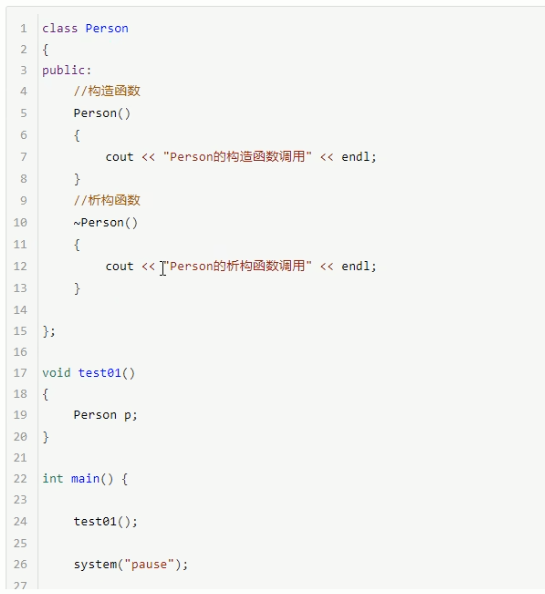 1 class Person
2 {
3 public:
4     //构造函数
5     Person()
6     {
7         cout << "Person的构造函数调用" << endl;
8     }
9     //析构函数
10     ~Person()
11     {
12         cout << "Person的析构函数调用" << endl;
13     }
14
15 };
16
17 void test01()
18 {
19     Person p;
20 }
21
22 int main() {
23
24     test01();
25
26     system("pause");
27